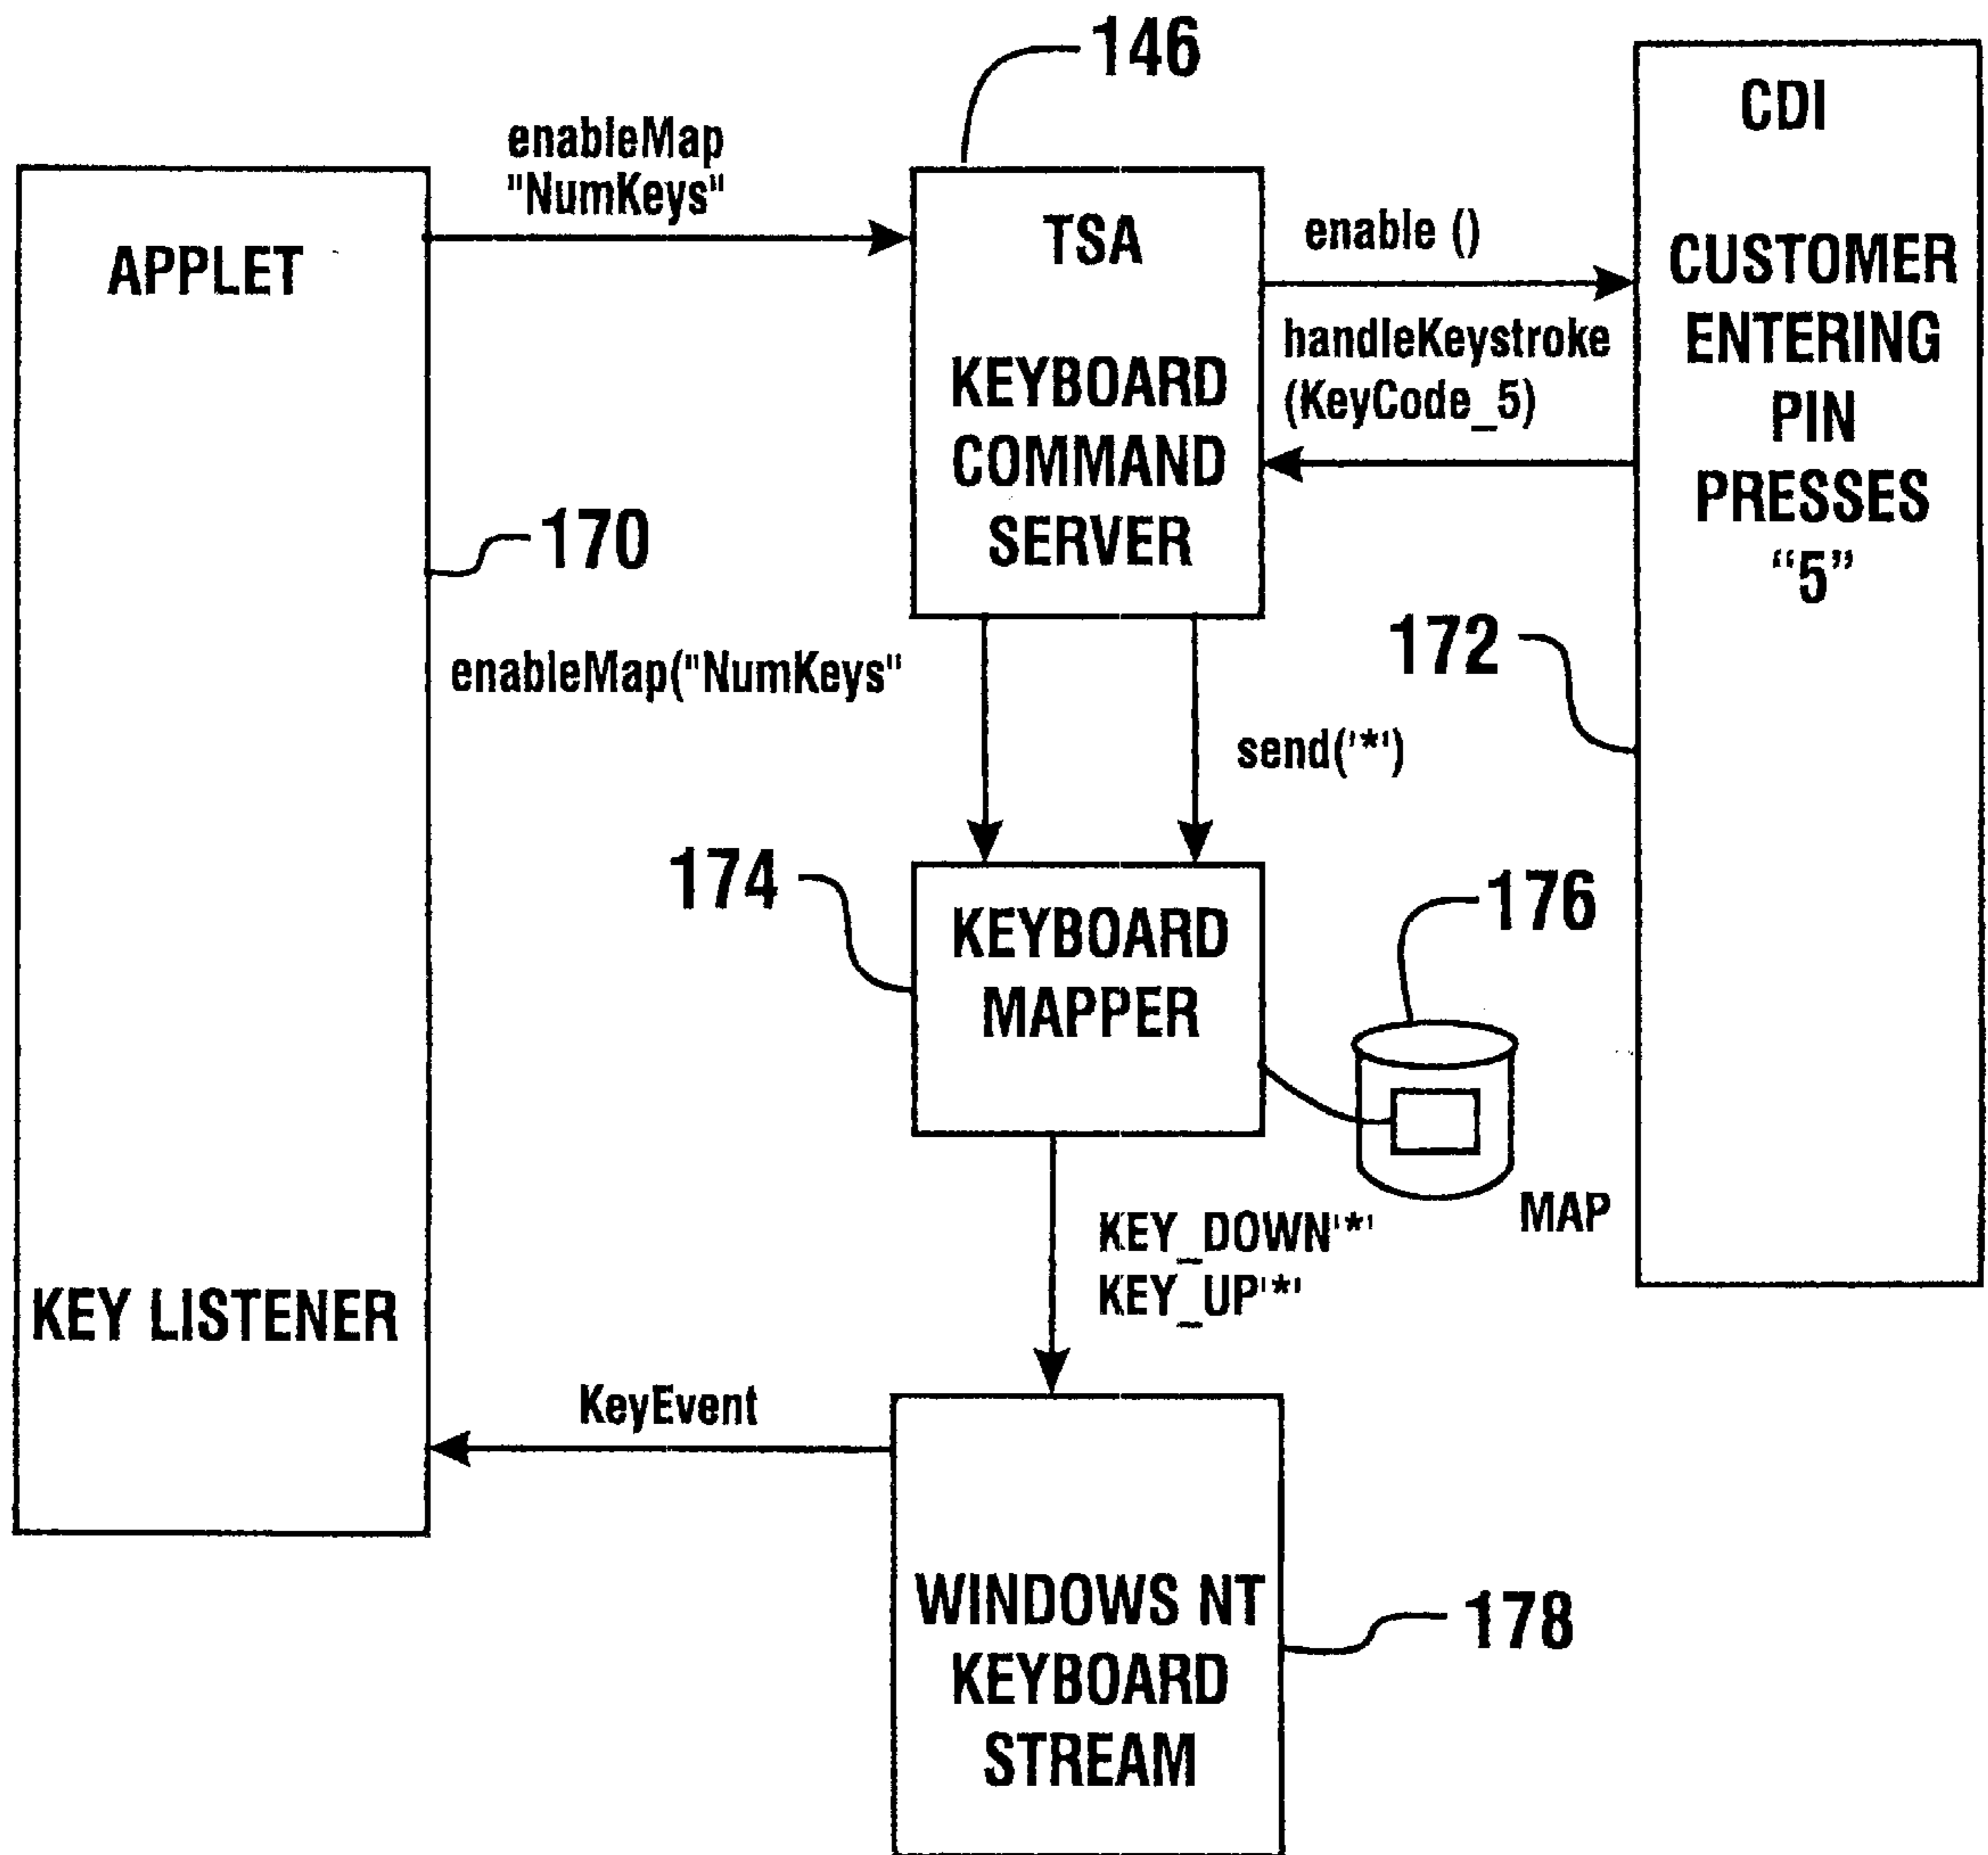 146
CDI
CUSTOMER
ENTERING
PIN
PRESSES
“5”
enableMap
"NumKeys"
APPLET
TSA
KEYBOARD
COMMAND
SERVER
enable ()
handleKeystroke
(KeyCode_5)
170
172
enableMap("NumKeys"
send('*')
174
KEYBOARD
MAPPER
176
MAP
KEY_DOWN'*'
KEY_UP'*'
KEY LISTENER
KeyEvent
WINDOWS NT
KEYBOARD
STREAM
178